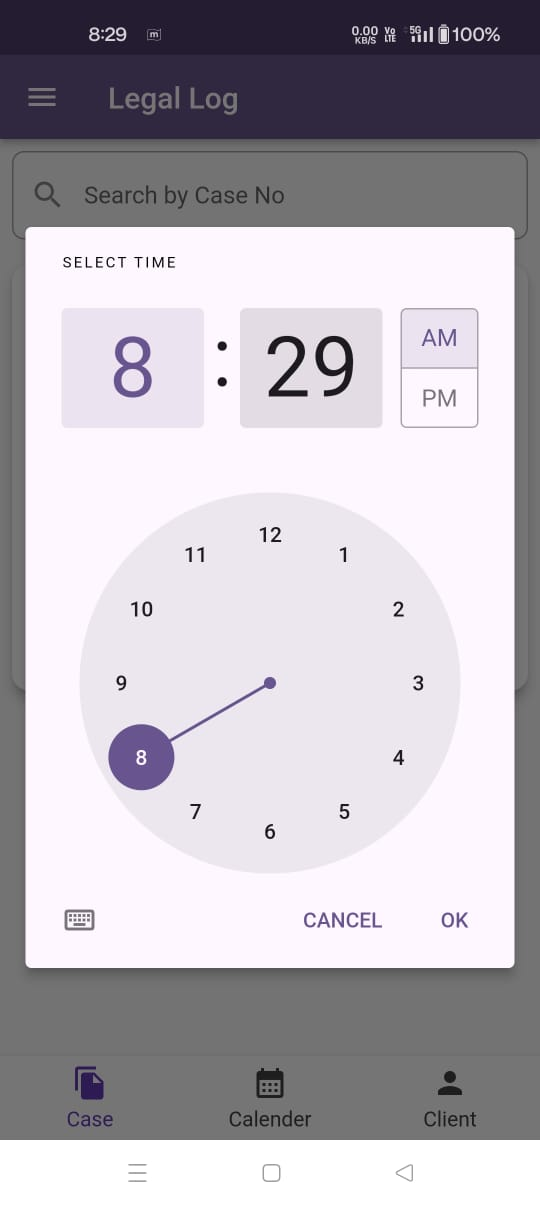 8:29 m 0.00 KB/S Vo LTE 5G 100%
Legal Log
Search by Case No
SELECT TIME
8 : 29 AM
PM
12
11 1
10 2
9 3
8 4
7 5
6
CANCEL OK
Case Calender Client